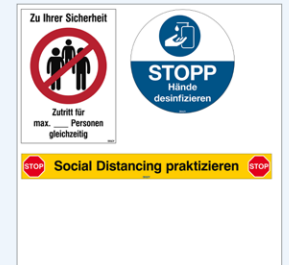 Zu Ihrer Sicherheit
Zutritt für
max. ___ Personen
gleichzeitig
STOPP
Hände
desinfizieren
STOP Social Distancing praktizieren STOP